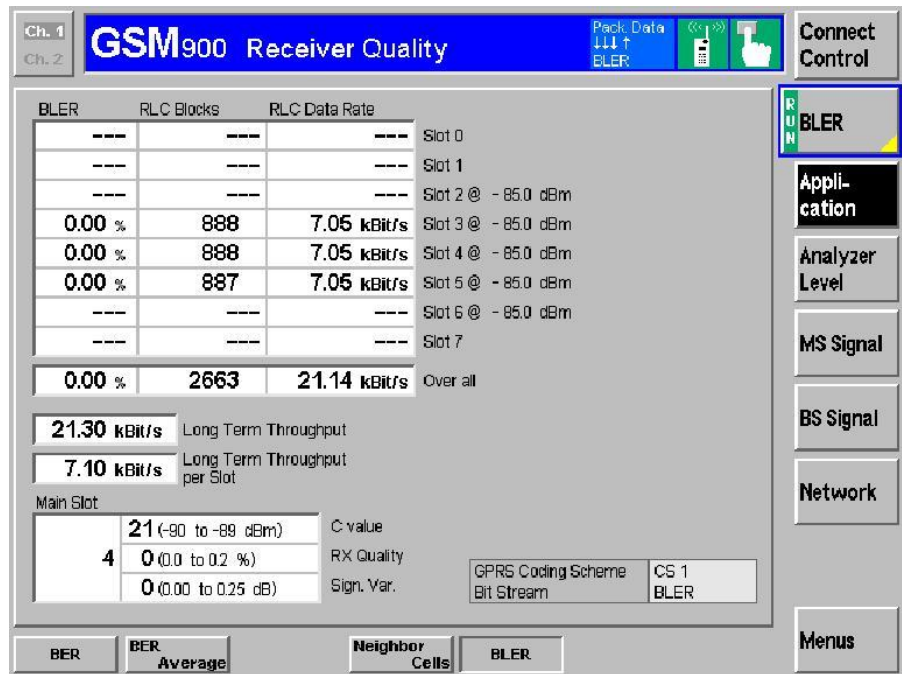 Ch. 1
Ch. 2
GSM900 Receiver Quality
Pack. Data
↓↓↓ ↑
BLER
Connect
Control
BLER RLC Blocks RLC Data Rate
--- --- --- Slot 0
--- --- --- Slot 1
--- --- --- Slot 2 @ - 85.0 dBm
0.00 % 888 7.05 kBit/s Slot 3 @ - 85.0 dBm
0.00 % 888 7.05 kBit/s Slot 4 @ - 85.0 dBm
0.00 % 887 7.05 kBit/s Slot 5 @ - 85.0 dBm
--- --- --- Slot 6 @ - 85.0 dBm
--- --- --- Slot 7
0.00 % 2663 21.14 kBit/s Over all
21.30 kBit/s Long Term Throughput
7.10 kBit/s Long Term Throughput
per Slot
Main Slot
21 (-90 to -89 dBm) C value
4 0 (0.0 to 0.2 %) RX Quality
0 (0.00 to 0.25 dB) Sign. Var.
GPRS Coding Scheme CS 1
Bit Stream BLER
RUN
BLER
Appli-
cation
Analyzer
Level
MS Signal
BS Signal
Network
Menus
BER
BER
Average
Neighbor
Cells
BLER